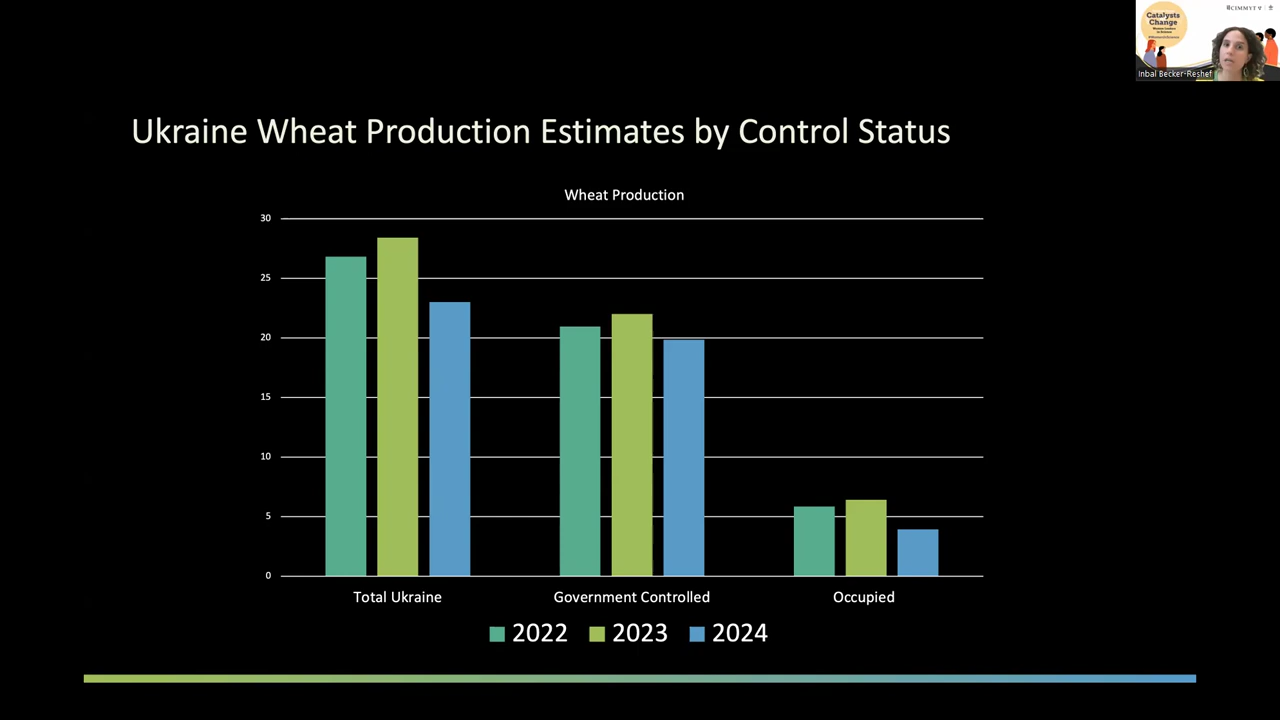 Catalysts
Change
CIMMYT
Inbal Becker-Reshef
Ukraine Wheat Production Estimates by Control Status
Wheat Production
30
25
20
15
10
5
0
Total Ukraine
Government Controlled
Occupied
2022
2023
2024